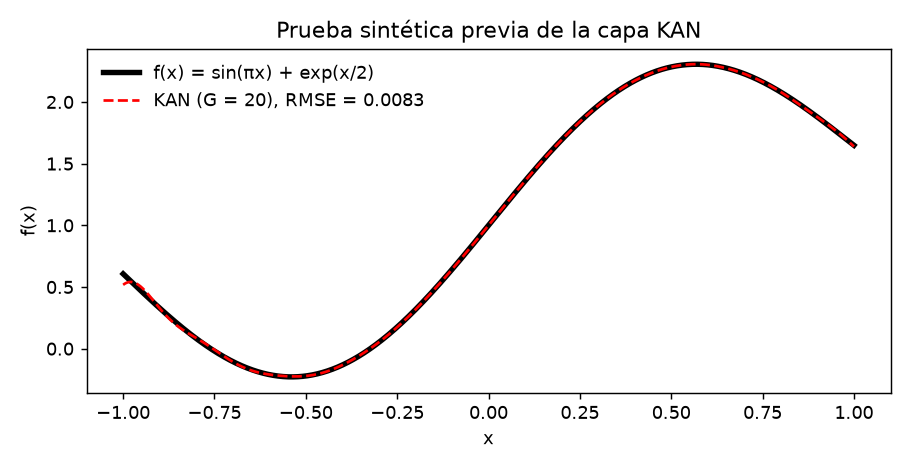 Prueba sintética previa de la capa KAN
f(x) = sin(πx) + exp(x/2)
KAN (G = 20), RMSE = 0.0083
f(x)
2.0
1.5
1.0
0.5
0.0
−1.00 −0.75 −0.50 −0.25 0.00 0.25 0.50 0.75 1.00
x